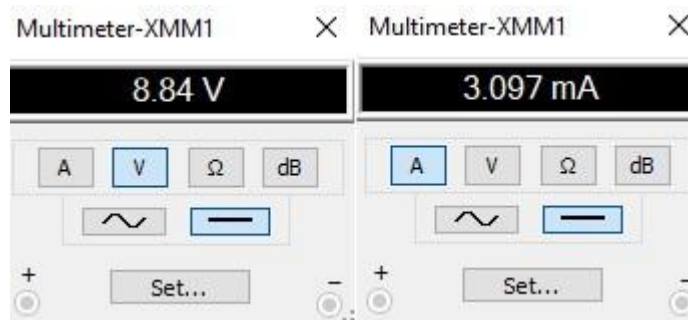 Multimeter-XMM1 X Multimeter-XMM1 X
8.84 V 3.097 mA
A V Ω dB A V Ω dB
+ Set... - + Set... -